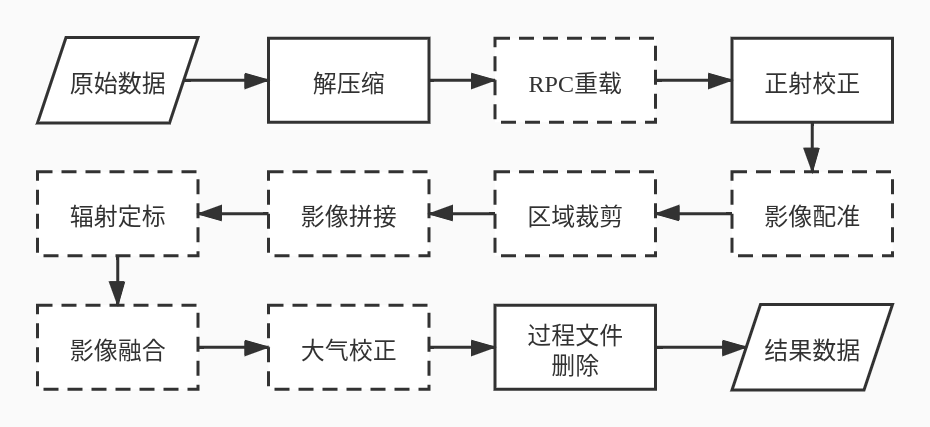 原始数据
解压缩
RPC重载
正射校正
影像配准
区域裁剪
影像拼接
辐射定标
影像融合
大气校正
过程文件
删除
结果数据